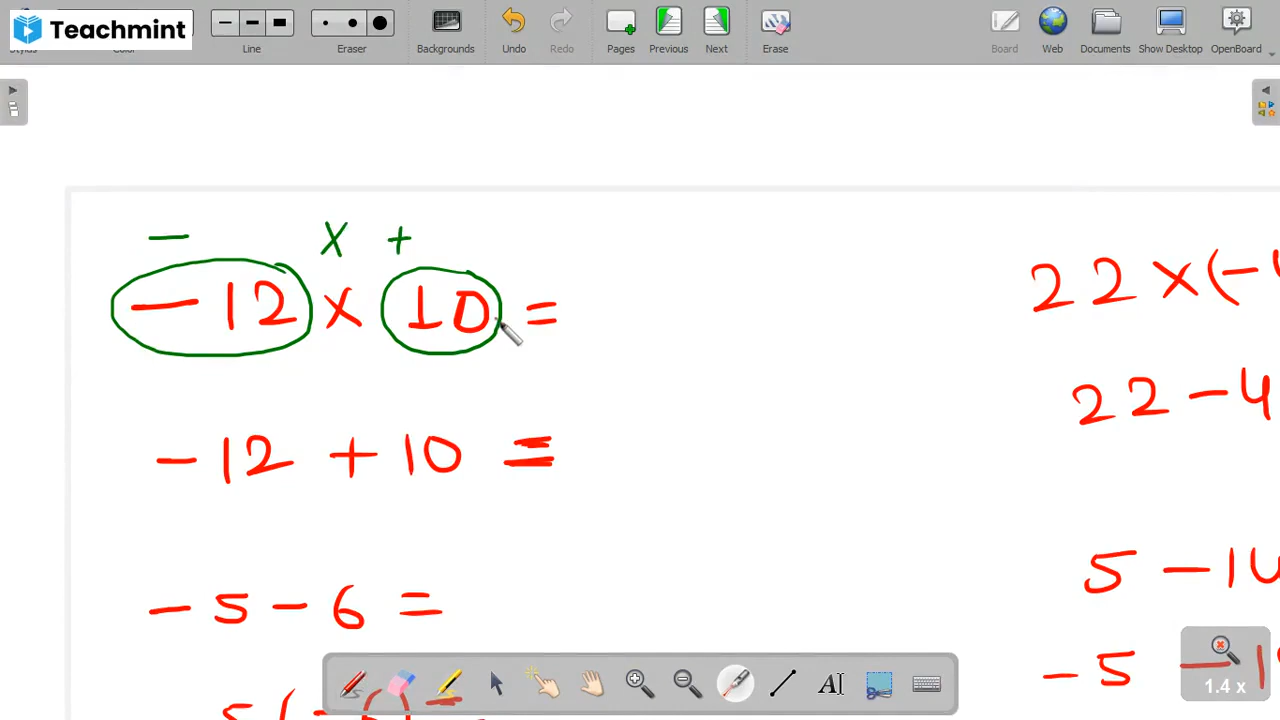 Teachmint
Line Eraser Backgrounds Undo Redo Pages Previous Next Erase Board Web Documents Show Desktop OpenBoard
− x +
−12 x 10 =
22 x (−
−12 + 10 =
22 − 4
−5 − 6 =
5 − 1
−5 − 1
1.4 x